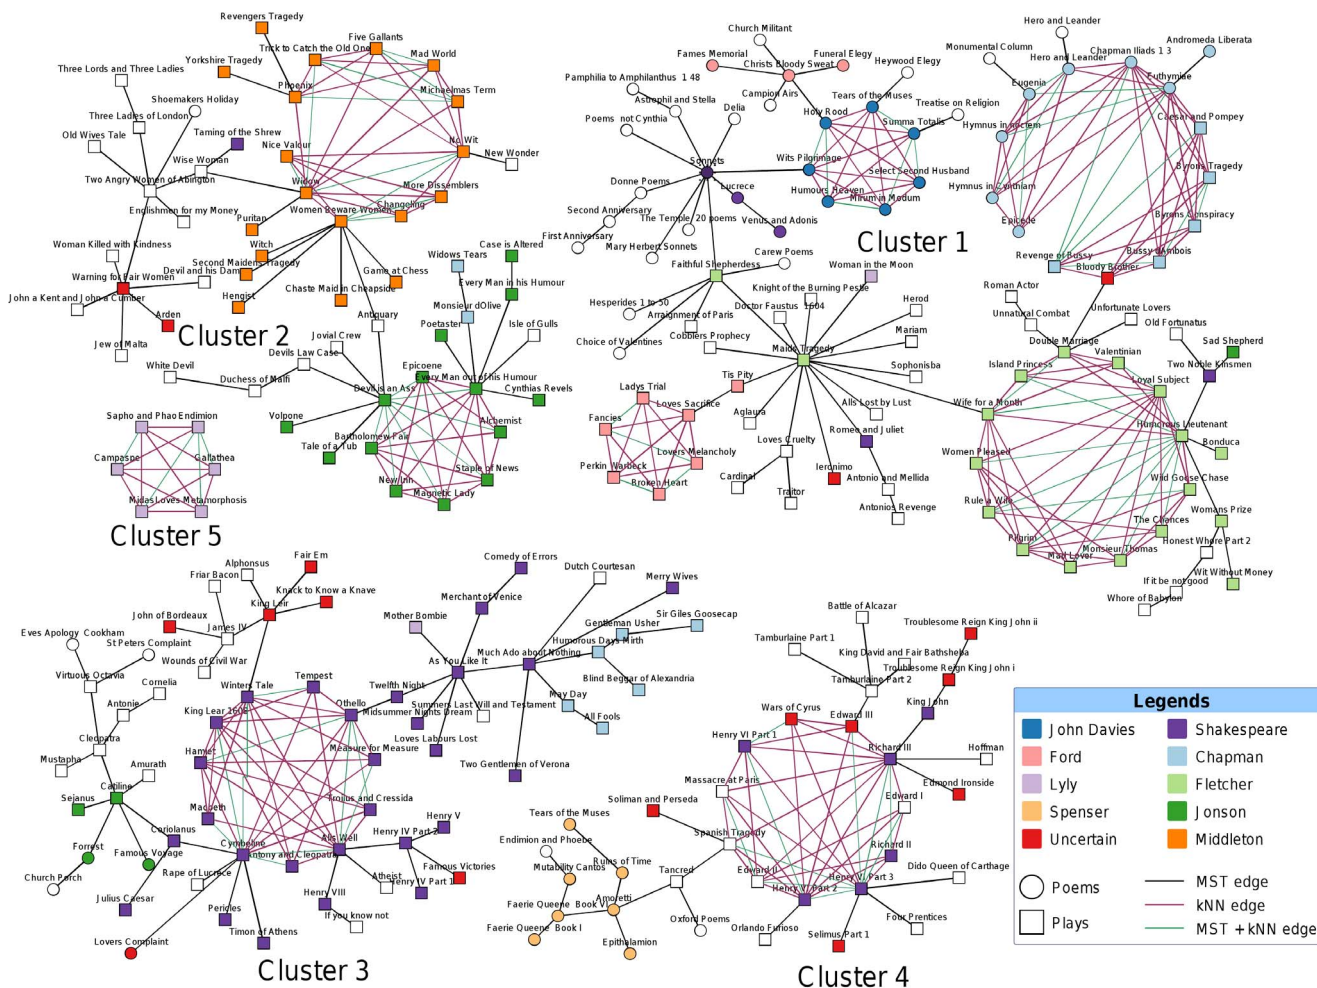 Revengers Tragedy
Five Gallants
Trick to Catch the Old One
Mad World
Yorkshire Tragedy
Phoenix
Michaelmas Term
Three Lords and Three Ladies
Shoemakers Holiday
Three Ladies of London
Taming of the Shrew
Old Wives Tale
Wise Woman
Nice Valour
No Wit
New Wonder
Two Angry Women of Abington
Widow
More Dissemblers
Englishmen for my Money
Women Beware Women
Changeling
Puritan
Woman Killed with Kindness
Witch
Second Maidens Tragedy
Devil and his Dam
Warning for Fair Women
Game at Chess
John a Kent and John a Cumber
Hengist
Chaste Maid in Cheapside
Arden
Cluster 2
Jew of Malta
Antiquary
Case is Altered
Widows Tears
Every Man in his Humour
Monsieur dOlive
Poetaster
Isle of Gulls
Jovial Crew
Devils Law Case
White Devil
Duchess of Malfi
Epicoene
Every Man out of his Humour
Devil is an Ass
Cynthias Revels
Volpone
Alchemist
Bartholomew Fair
Tale of a Tub
Staple of News
New Inn
Magnetic Lady
Sapho and Phao
Endimion
Campaspe
Gallathea
Midas
Loves Metamorphosis
Cluster 5
Church Militant
Fames Memorial
Christs Bloody Sweat
Funeral Elegy
Heywood Elegy
Pamphilia to Amphilanthus 1 48
Campion Airs
Astrophil and Stella
Delia
Holy Rood
Tears of the Muses
Treatise on Religion
Poems not Cynthia
Summa Totalis
Sonnets
Wits Pilgrimage
Select Second Husband
Donne Poems
Lucrece
Humours Heaven
Mirum in Modum
Second Anniversary
The Temple 20 poems
Venus and Adonis
First Anniversary
Mary Herbert Sonnets
Cluster 1
Hero and Leander
Monumental Column
Hero and Leander
Chapman Iliads 1 3
Andromeda Liberata
Eugenia
Euthymiae
Hymnus in noctem
Caesar and Pompey
Byrons Tragedy
Hymnus in Cynthiam
Epicede
Byrons Conspiracy
Revenge of Bussy
Bussy dAmbois
Bloody Brother
Faithful Shepherdess
Carew Poems
Woman in the Moon
Hesperides 1 to 50
Knight of the Burning Pestle
Arraignment of Paris
Doctor Faustus 1604
Herod
Choice of Valentines
Cobblers Prophecy
Mariam
Maids Tragedy
Sophonisba
Tis Pity
Ladys Trial
Loves Sacrifice
Aglaura
Alls Lost by Lust
Fancies
Romeo and Juliet
Loves Cruelty
Lovers Melancholy
Perkin Warbeck
Broken Heart
Cardinal
Ieronimo
Antonio and Mellida
Traitor
Antonios Revenge
Roman Actor
Unnatural Combat
Unfortunate Lovers
Old Fortunatus
Double Marriage
Sad Shepherd
Valentinian
Two Noble Kinsmen
Island Princess
Loyal Subject
Wife for a Month
Humorous Lieutenant
Bonduca
Women Pleased
Wild Goose Chase
Rule a Wife
Womans Prize
The Chances
Pilgrim
Mad Lover
Monsieur Thomas
Honest Whore Part 2
Wit Without Money
If it be not good
Whore of Babylon
Alphonsus
Fair Em
Friar Bacon
King Leir
Knack to Know a Knave
John of Bordeaux
James IV
Eves Apology Cookham
St Peters Complaint
Wounds of Civil War
Virtuous Octavia
Cornelia
Antonie
Cleopatra
Mustapha
Amurath
Catiline
Sejanus
Coriolanus
Forrest
Famous Voyage
Church Porch
Julius Caesar
Rape of Lucrece
Lovers Complaint
Pericles
Timon of Athens
Winters Tale
Tempest
King Lear 1608
Othello
Hamlet
Measure for Measure
Macbeth
Troilus and Cressida
Cymbeline
Antony and Cleopatra
Alls Well
Henry VIII
If you know not
Atheist
Henry IV Part 2
Henry V
Henry IV Part 1
Famous Victories
Cluster 3
Comedy of Errors
Merchant of Venice
Mother Bombie
Dutch Courtesan
Merry Wives
Sir Giles Goosecap
Gentleman Usher
Humorous Days Mirth
As You Like It
Much Ado about Nothing
Twelfth Night
Blind Beggar of Alexandria
Midsummer Nights Dream
Summers Last Will and Testament
May Day
All Fools
Loves Labours Lost
Two Gentlemen of Verona
Battle of Alcazar
Troublesome Reign King John ii
Tamburlaine Part 1
King David and Fair Bathsheba
Troublesome Reign King John i
Tamburlaine Part 2
Wars of Cyrus
Edward III
King John
Henry VI Part 1
Richard III
Hoffman
Massacre at Paris
Edmond Ironside
Soliman and Perseda
Edward I
Spanish Tragedy
Richard II
Tears of the Muses
Endimion and Phoebe
Ruins of Time
Dido Queen of Carthage
Mutability Cantos
Tancred
Edward II
Henry VI Part 2
Henry VI Part 3
Faerie Queene Book VI
Amoretti
Oxford Poems
Orlando Furioso
Four Prentices
Faerie Queene Book I
Epithalamion
Selimus Part 1
Cluster 4
Legends
John Davies
Shakespeare
Ford
Chapman
Lyly
Fletcher
Spenser
Jonson
Uncertain
Middleton
Poems
Plays
MST edge
kNN edge
MST +kNN edge